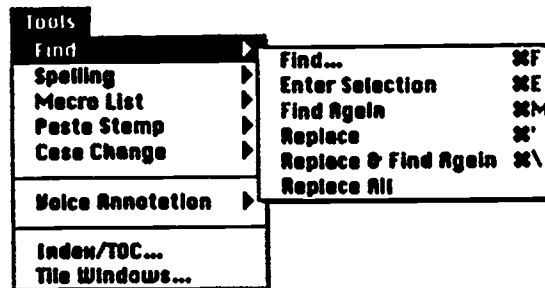 Tools
Find
Spelling
Macro List
Paste Stamp
Case Change
Voice Annotation
Index/TOC...
Tile Windows...
Find... ⌘F
Enter Selection ⌘E
Find Again ⌘M
Replace ⌘'
Replace & Find Again ⌘\
Replace All